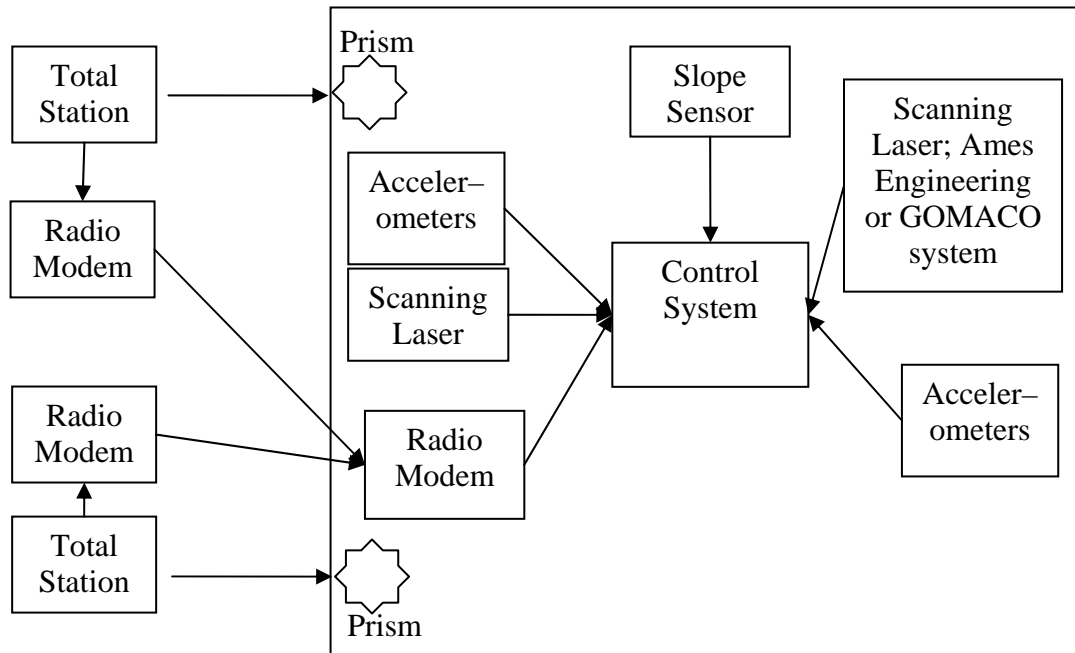 Total
Station
Radio
Modem
Radio
Modem
Total
Station
Prism
Acceler–
ometers
Scanning
Laser
Radio
Modem
Prism
Slope
Sensor
Control
System
Scanning
Laser; Ames
Engineering
or GOMACO
system
Acceler–
ometers